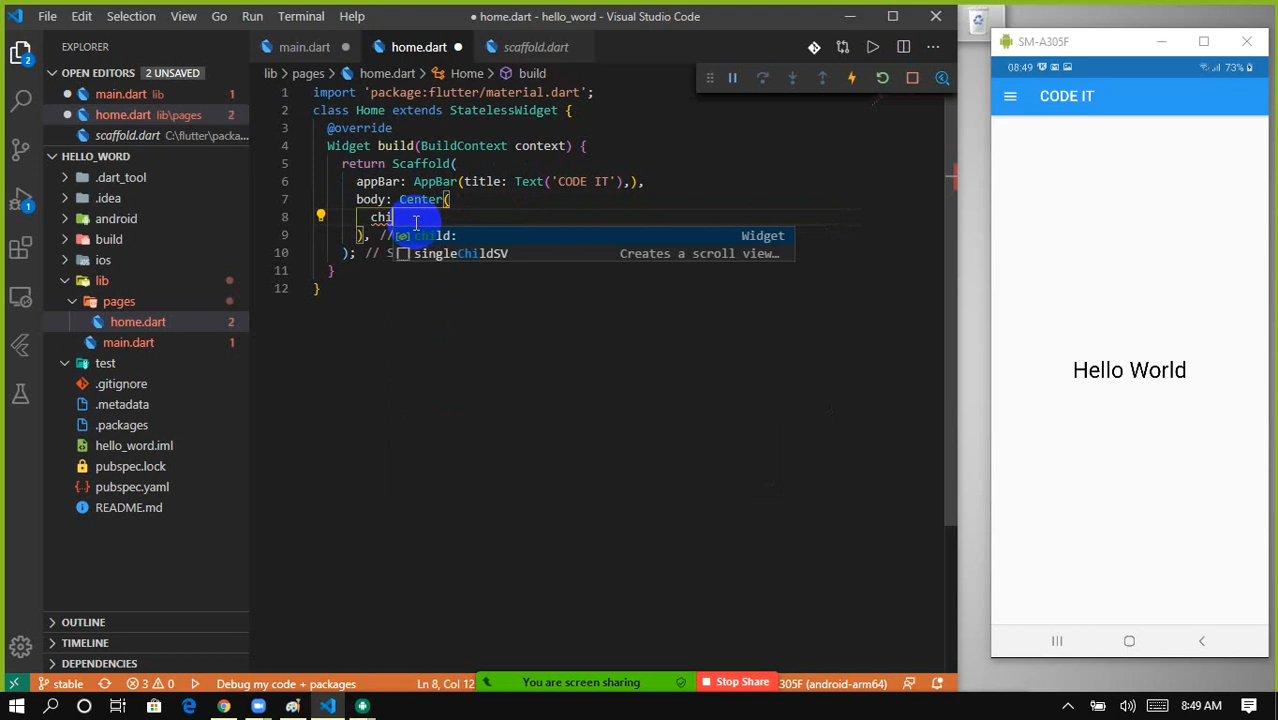 File Edit Selection View Go Run Terminal Help
home.dart - hello_word - Visual Studio Code
EXPLORER
OPEN EDITORS 2 UNSAVED
main.dart lib
home.dart lib\pages 2
scaffold.dart C:\flutter\packa...
HELLO_WORD
.dart_tool
.idea
android
build
ios
lib
pages
home.dart 2
main.dart 1
test
.gitignore
.metadata
.packages
hello_word.iml
pubspec.lock
pubspec.yaml
README.md
OUTLINE
TIMELINE
DEPENDENCIES
2
1
main.dart home.dart scaffold.dart
lib > pages > home.dart > Home > build
1 import 'package:flutter/material.dart';
2 class Home extends StatelessWidget {
3 @override
4 Widget build(BuildContext context) {
5 return Scaffold(
6 appBar: AppBar(title: Text('CODE IT'),),
7 body: Center(
8 chi
9 ), //
10 ); // S
11 }
12 }
child: Widget
singleChildSV Creates a scroll view...
SM-A305F
08:49 73%
CODE IT
Hello World
stable 3 0 Debug my code + packages Ln 8, Col 12
You are screen sharing Stop Share
305F (android-arm64)
8:49 AM